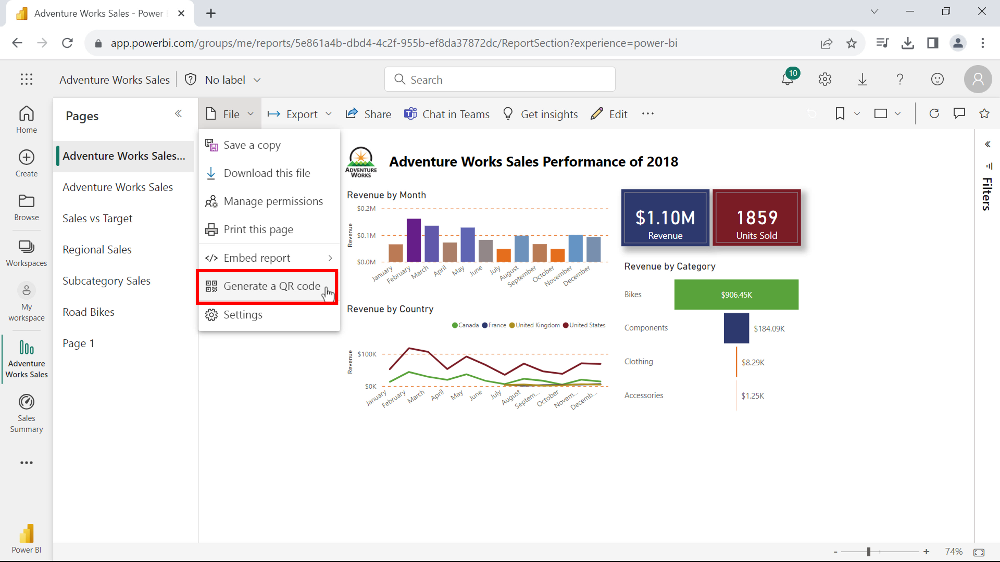 Adventure Works Sales - Power
app.powerbi.com/groups/me/reports/5e861a4b-dbd4-4c2f-955b-ef8da37872dc/ReportSection?experience=power-bi
Adventure Works Sales
No label
Search
10
Home
Create
Browse
Workspaces
My
workspace
Adventure
Works Sales
Sales
Summary
Power BI
Pages
Adventure Works Sales...
Adventure Works Sales
Sales vs Target
Regional Sales
Subcategory Sales
Road Bikes
Page 1
File
Export
Share
Chat in Teams
Get insights
Edit
Save a copy
Download this file
Manage permissions
Print this page
Embed report
Generate a QR code
Settings
ADVENTURE
WORKS
Adventure Works Sales Performance of 2018
Revenue by Month
Revenue
$0.2M
$0.1M
$0.0M
January
February
March
April
May
June
July
August
September
October
November
December
$1.10M
Revenue
1859
Units Sold
Revenue by Country
Canada
France
United Kingdom
United States
Revenue
$100K
$0K
January
February
March
April
May
June
July
August
Septem...
October
Novem...
Decemb...
Revenue by Category
Bikes
$906.45K
Components
$184.09K
Clothing
$8.29K
Accessories
$1.25K
Filters
- + 74%